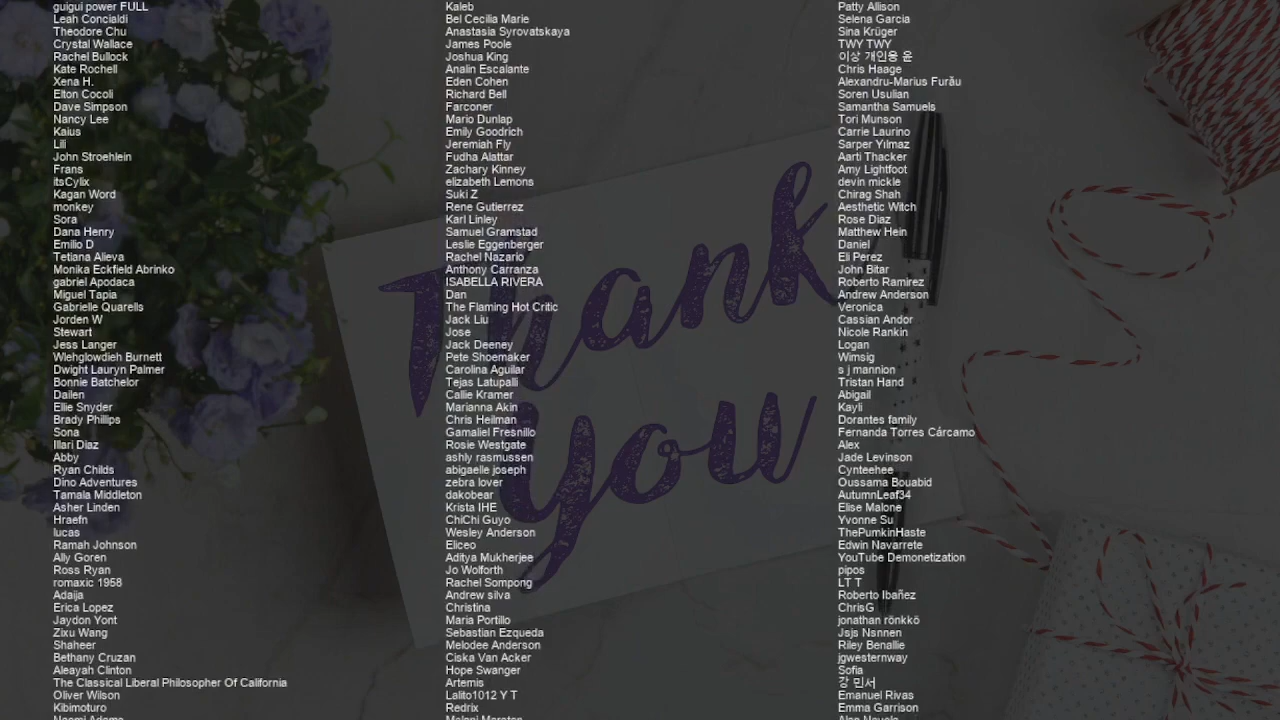 guigui power FULL
Leah Concialdi
Theodore Chu
Crystal Wallace
Rachel Bullock
Kate Rochell
Xena H.
Elton Cocoli
Dave Simpson
Nancy Lee
Kaius
Lili
John Stroehlein
Frans
itsCylix
Kagan Word
monkey
Sora
Dana Henry
Emilio D
Tetiana Alieva
Monika Eckfield Abrinko
gabriel Apodaca
Miguel Tapia
Gabrielle Quarells
Jorden W
Stewart
Jess Langer
Wlehglowdieh Burnett
Dwight Lauryn Palmer
Bonnie Batchelor
Dailen
Ellie Snyder
Brady Phillips
Sona
Illari Diaz
Abby
Ryan Childs
Dino Adventures
Tamala Middleton
Asher Linden
Hraefn
lucas
Ramah Johnson
Ally Goren
Ross Ryan
romaxic 1958
Adaija
Erica Lopez
Jaydon Yont
Zixu Wang
Shaheer
Bethany Cruzan
Aleayah Clinton
The Classical Liberal Philosopher Of California
Oliver Wilson
Kibimoturo
Kaleb
Bel Cecilia Marie
Anastasia Syrovatskaya
James Poole
Joshua King
Analin Escalante
Eden Cohen
Richard Bell
Farconer
Mario Dunlap
Emily Goodrich
Jeremiah Fly
Fudha Alattar
Zachary Kinney
elizabeth Lemons
Suki Z
Rene Gutierrez
Karl Linley
Samuel Gramstad
Leslie Eggenberger
Rachel Nazario
Anthony Carranza
ISABELLA RIVERA
Dan
The Flaming Hot Critic
Jack Liu
Jose
Jack Deeney
Pete Shoemaker
Carolina Aguilar
Tejas Latupalli
Callie Kramer
Marianna Akin
Chris Heilman
Gamaliel Fresnillo
Rosie Westgate
ashly rasmussen
abigaelle joseph
zebra lover
dakobear
Krista IHE
ChiChi Guyo
Wesley Anderson
Eliceo
Aditya Mukherjee
Jo Wolforth
Rachel Sompong
Andrew silva
Christina
Maria Portillo
Sebastian Ezqueda
Melodee Anderson
Ciska Van Acker
Hope Swanger
Artemis
Lalito1012 Y T
Redrix
Patty Allison
Selena Garcia
Sina Krüger
TWY TWY
이상 개인용 윤
Chris Haage
Alexandru-Marius Furău
Soren Usulian
Samantha Samuels
Tori Munson
Carrie Laurino
Sarper Yılmaz
Aarti Thacker
Amy Lightfoot
devin mickle
Chirag Shah
Aesthetic Witch
Rose Diaz
Matthew Hein
Daniel
Eli Perez
John Bitar
Roberto Ramirez
Andrew Anderson
Veronica
Cassian Andor
Nicole Rankin
Logan
Wimsig
s j mannion
Tristan Hand
Abigail
Kayli
Dorantes family
Fernanda Torres Cárcamo
Alex
Jade Levinson
Cynteehee
Oussama Bouabid
AutumnLeaf34
Elise Malone
Yvonne Su
ThePumkinHaste
Edwin Navarrete
YouTube Demonetization
pipos
LT T
Roberto Ibañez
ChrisG
jonathan rönkkö
Jsjs Nsnnen
Riley Benallie
jgwesternway
Sofia
강 민서
Emanuel Rivas
Emma Garrison
Thank
you